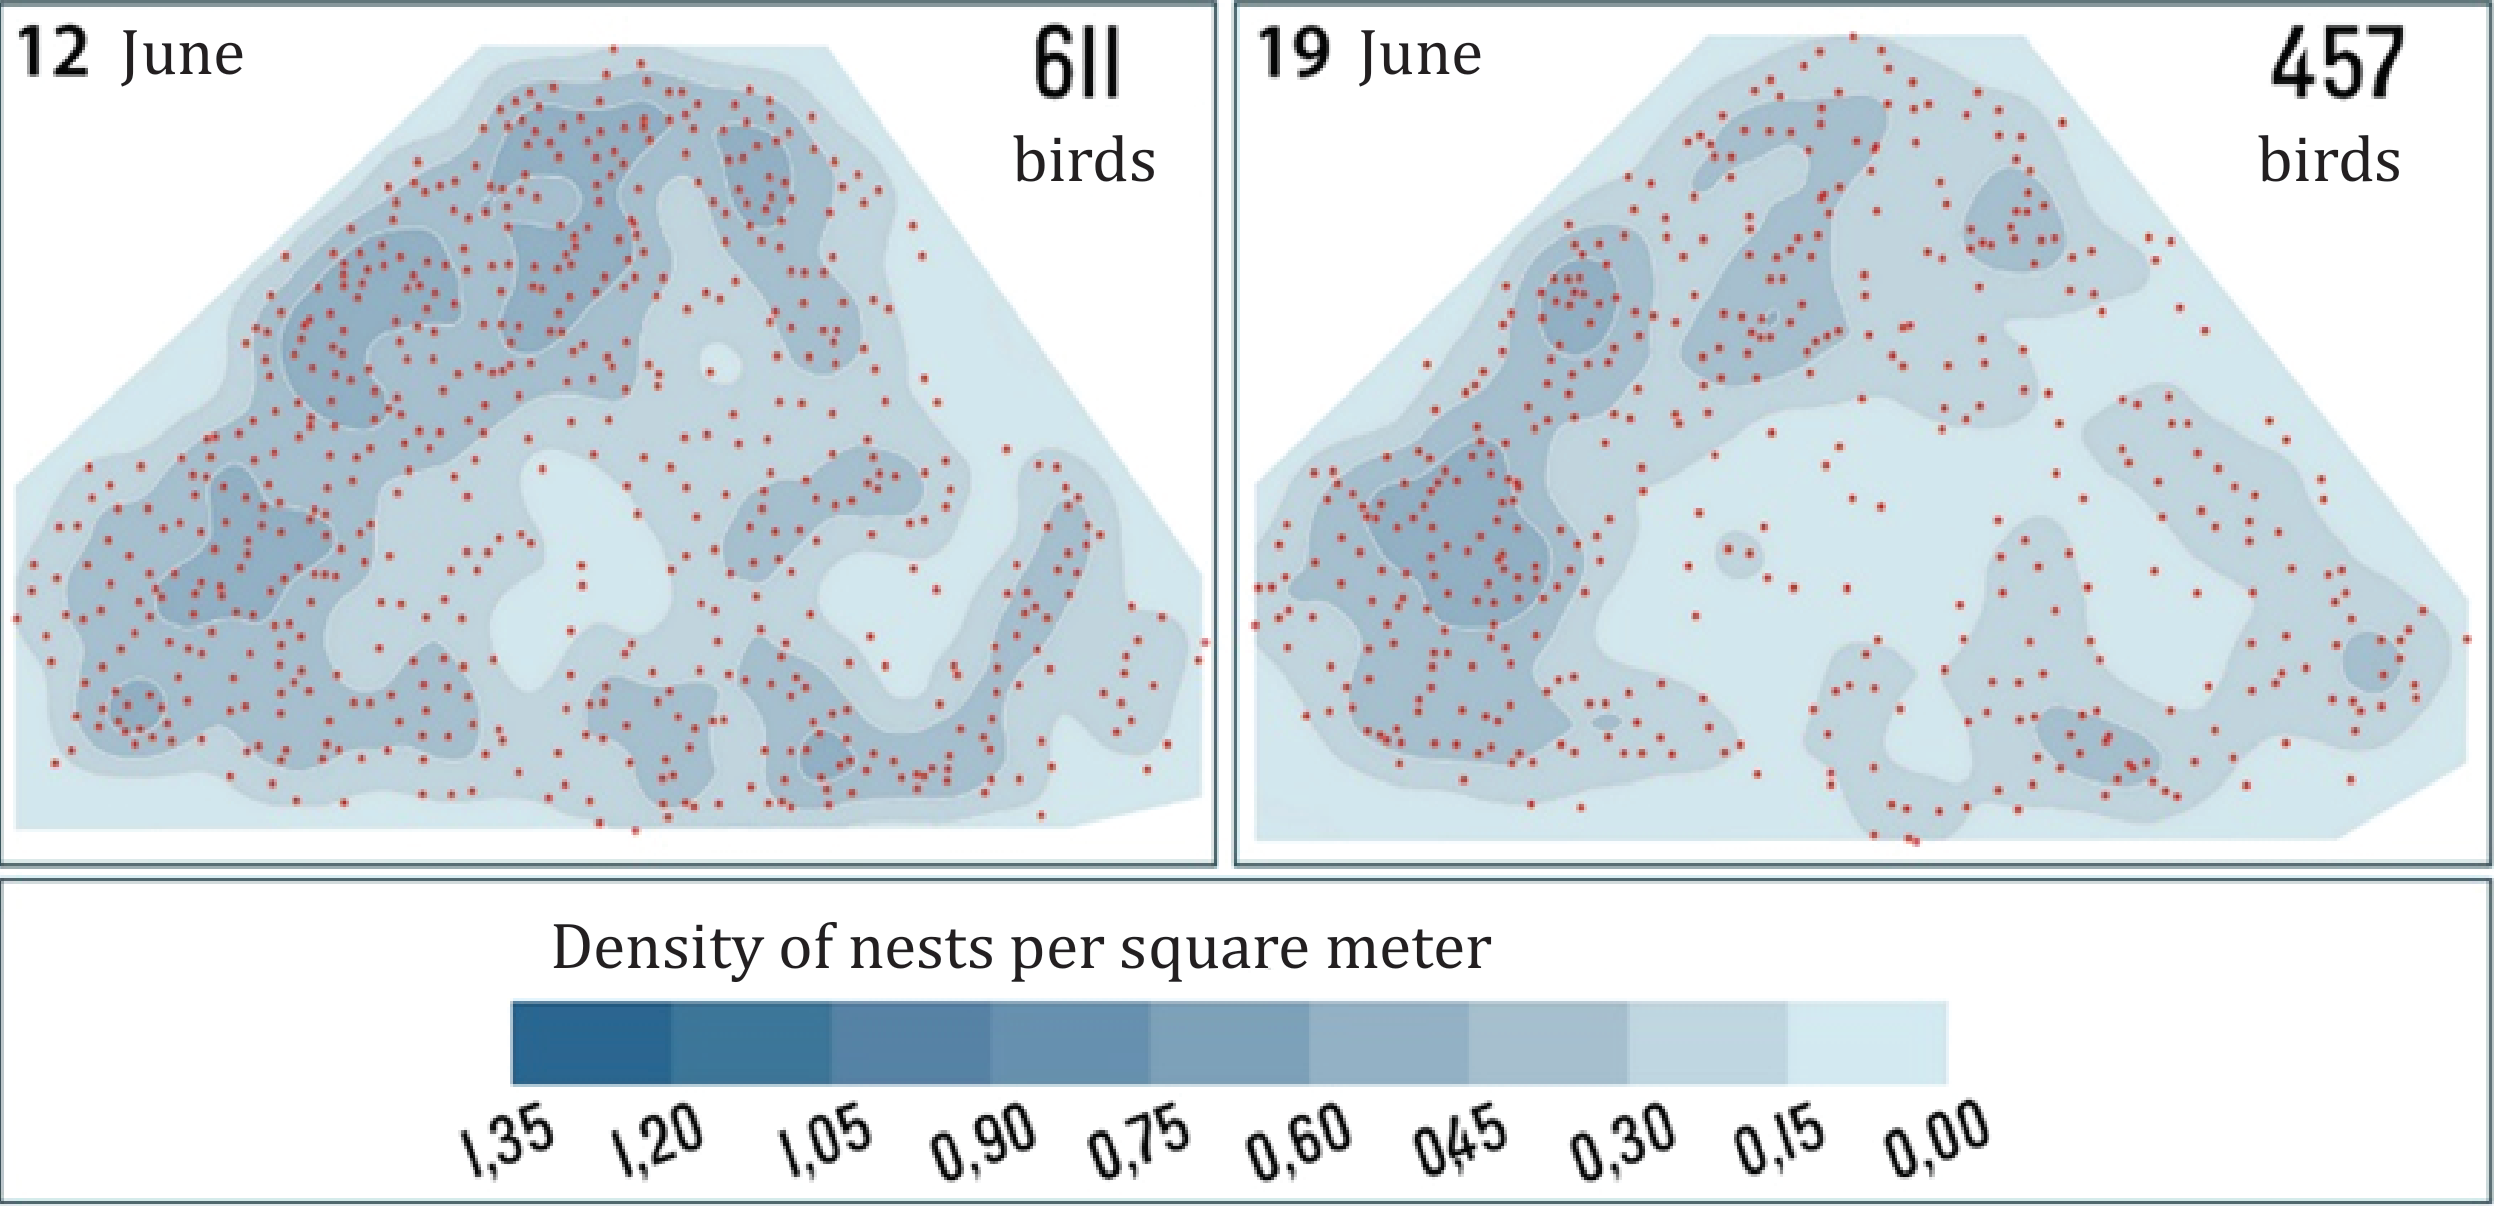 12 June
611
birds
19 June
457
birds
Density of nests per square meter
1,35 1,20 1,05 0,90 0,75 0,60 0,45 0,30 0,15 0,00